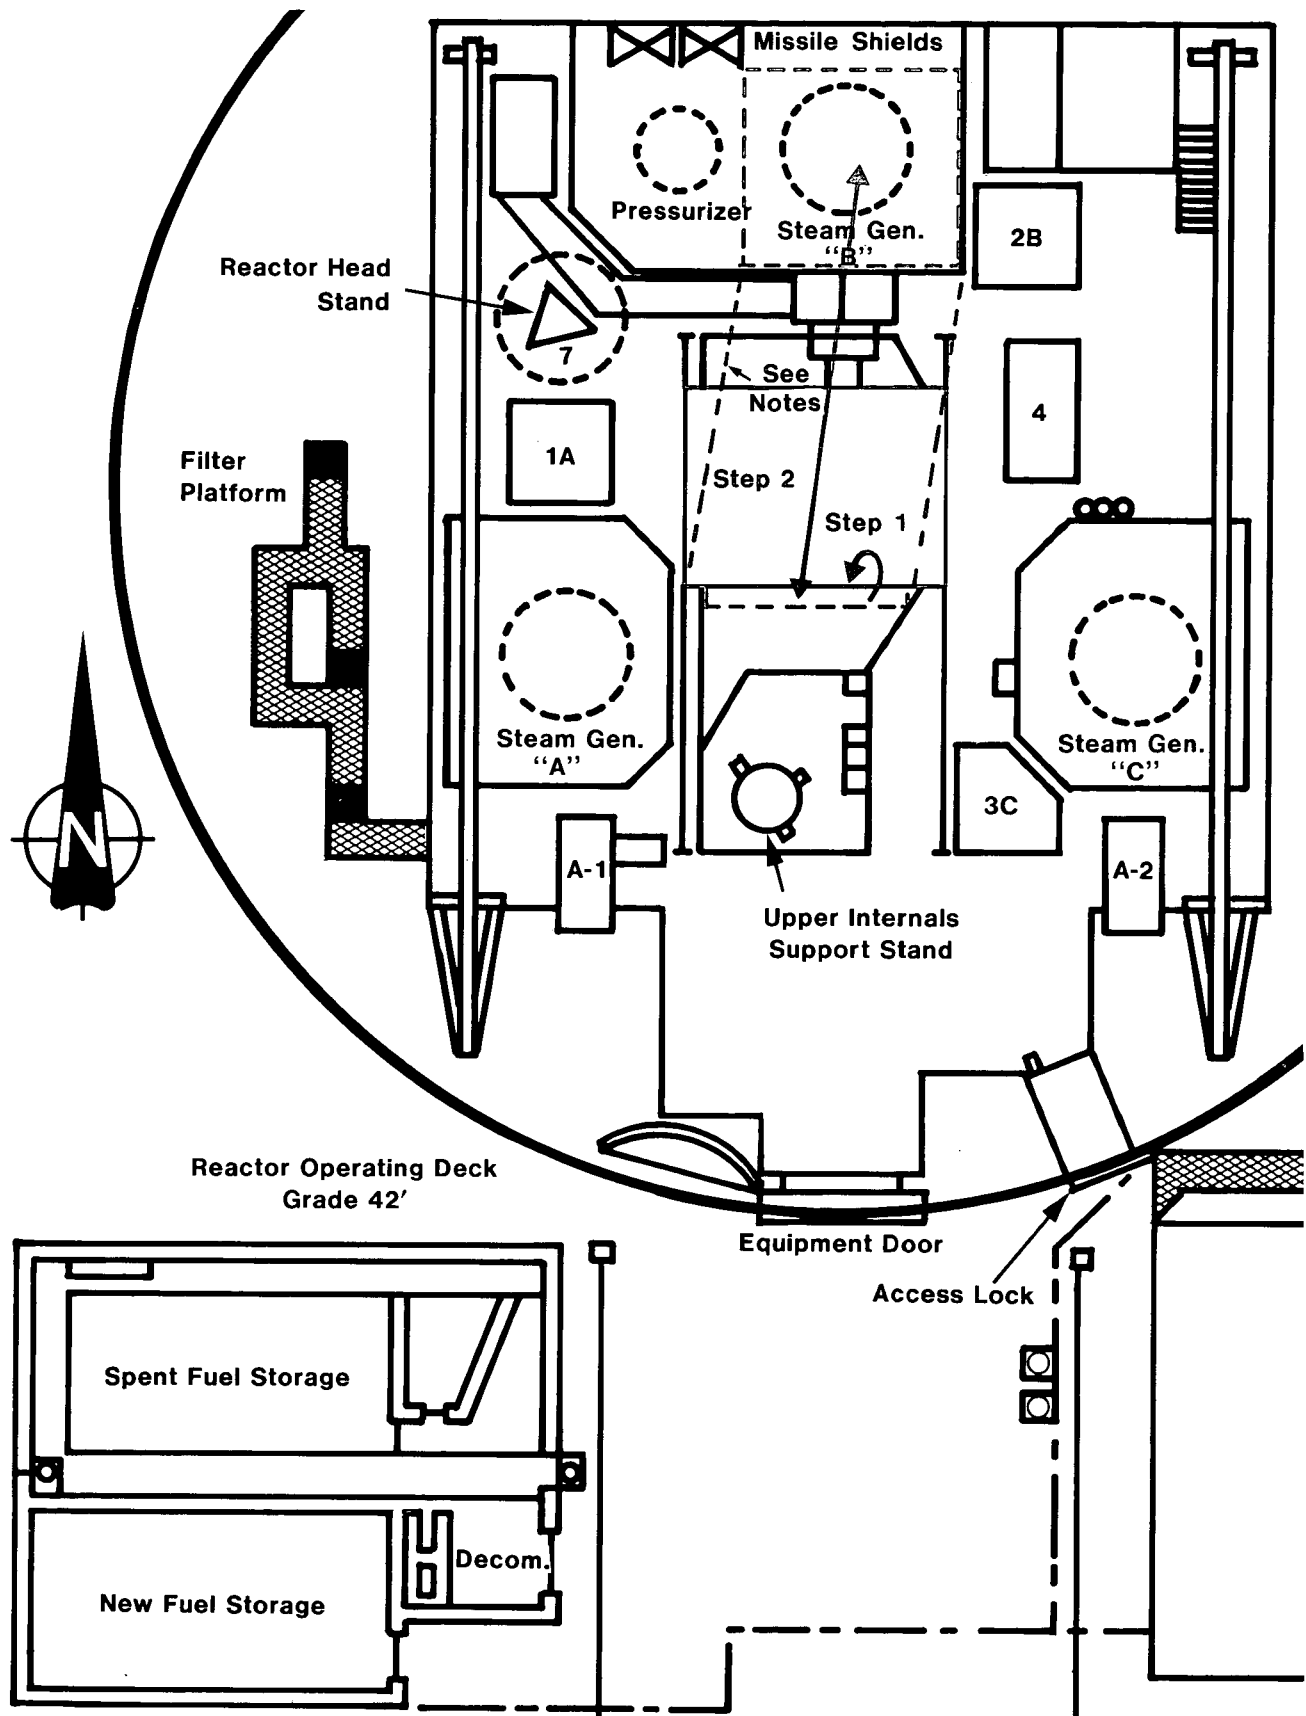 Missile Shields
Pressurizer
Steam Gen.
“B”
2B
Reactor Head
Stand
7
See
Notes
4
1A
Filter
Platform
Step 2
Step 1
Steam Gen.
“A”
Steam Gen.
“C”
3C
N
A-1
A-2
Upper Internals
Support Stand
Reactor Operating Deck
Grade 42′
Equipment Door
Access Lock
Spent Fuel Storage
Decom.
New Fuel Storage